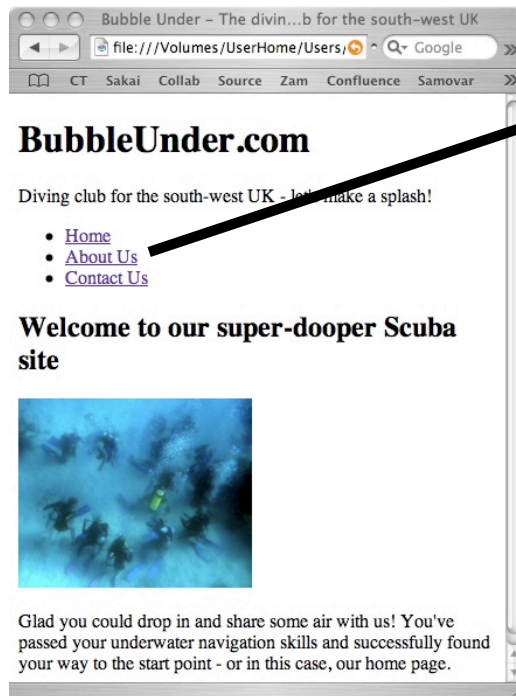 Bubble Under – The divin...b for the south-west UK
file:///Volumes/UserHome/Users/
Google
CT Sakai Collab Source Zam Confluence Samovar
BubbleUnder.com
Diving club for the south-west UK - let's make a splash!
Home
About Us
Contact Us
Welcome to our super-dooper Scuba
site
Glad you could drop in and share some air with us! You've
passed your underwater navigation skills and successfully found
your way to the start point - or in this case, our home page.